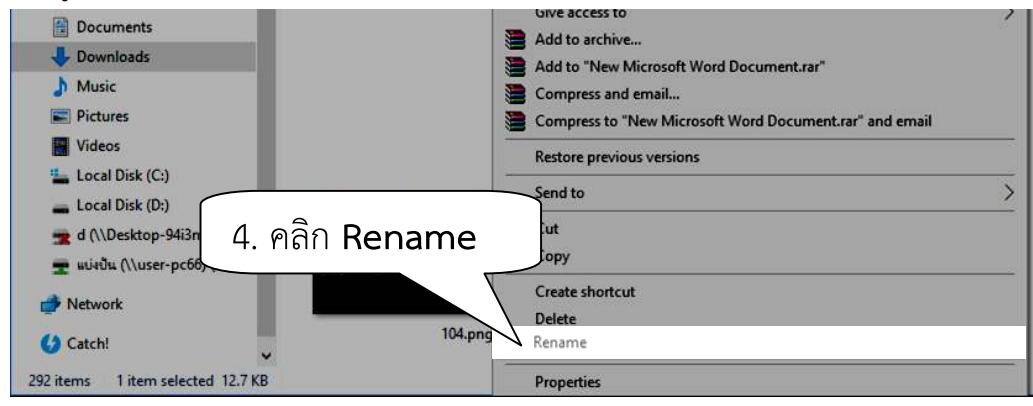 Documents
Downloads
Music
Pictures
Videos
Local Disk (C:)
Local Disk (D:)
d (\\Desktop-94i3
แบ่งปัน (\\user-pc66)
Network
Catch!
292 items 1 item selected 12.7 KB
104.png
4. คลิก Rename
Give access to
Add to archive...
Add to "New Microsoft Word Document.rar"
Compress and email...
Compress to "New Microsoft Word Document.rar" and email
Restore previous versions
Send to
Cut
Copy
Create shortcut
Delete
Rename
Properties